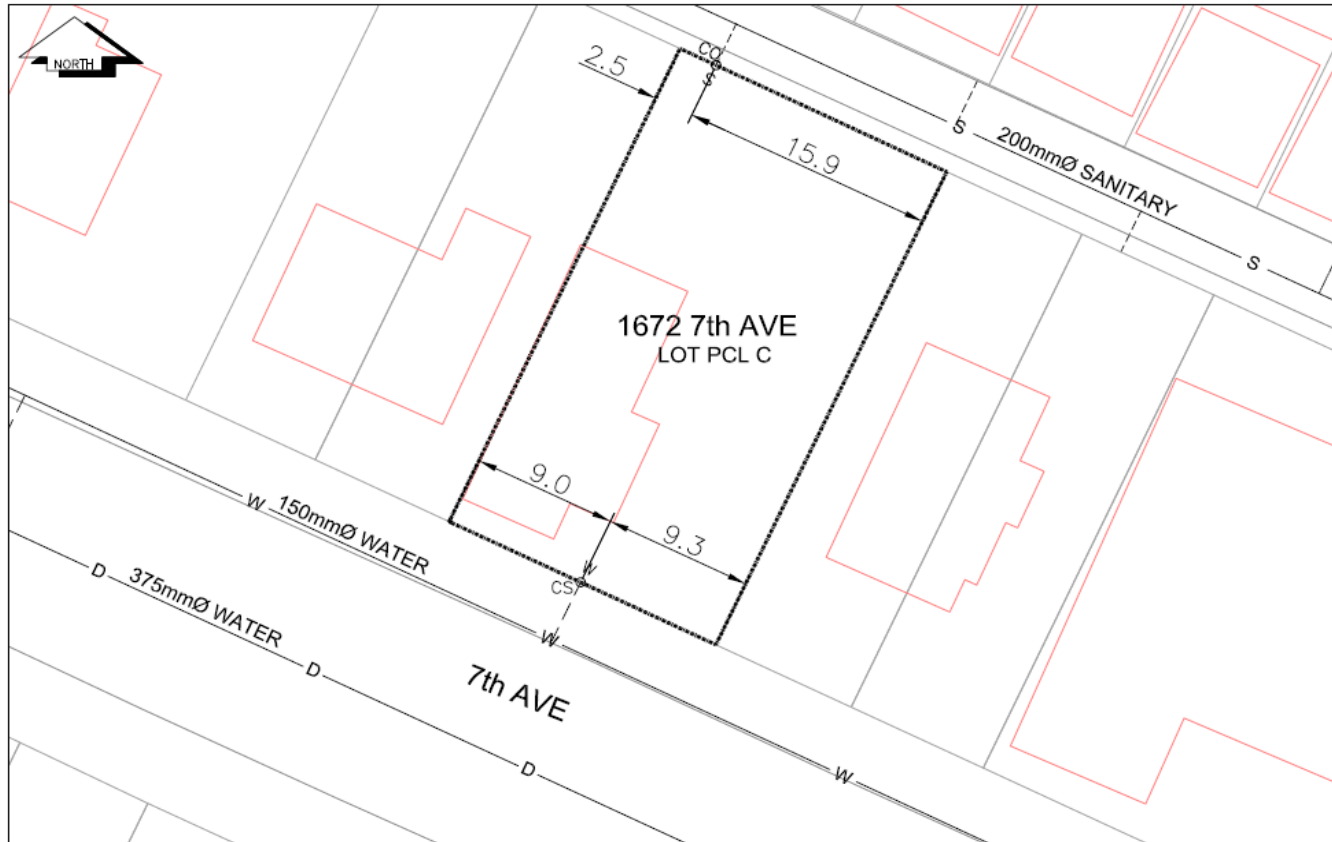 NORTH
CO
S
2.5
15.9
S
200mmØ SANITARY
S
1672 7th AVE
LOT PCL C
9.0
9.3
W
CS
W
150mmØ WATER
W
W
D
375mmØ WATER
D
D
7th AVE